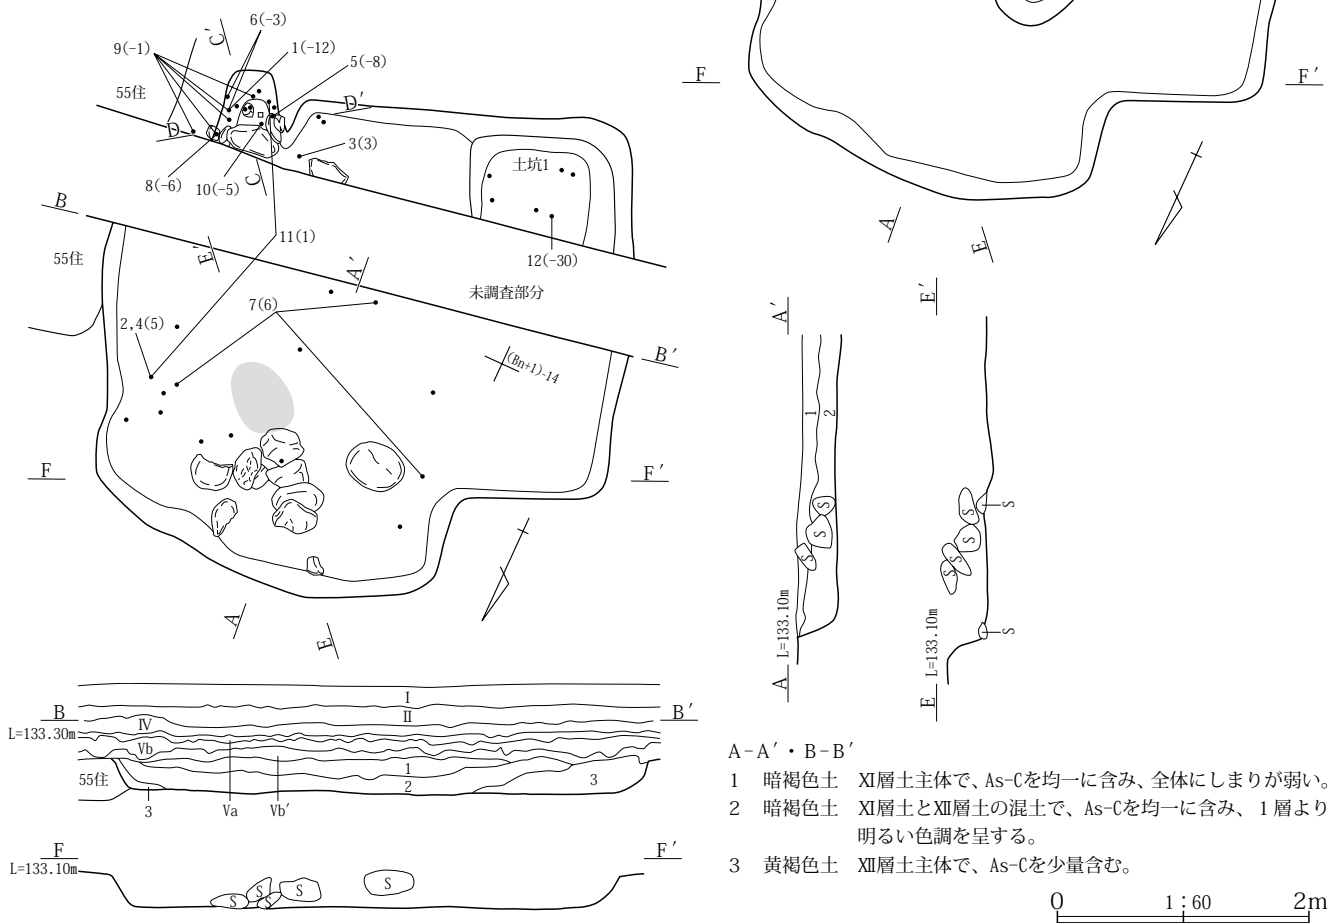 6(-3)
C′
9(-1)
1(-12)
5(-8)
55住
D′
D
3(3)
土坑1
8(-6)
10(-5)
C
B
11(1)
E′
A′
12(-30)
55住
未調査部分
7(6)
2,4(5)
B′
(Bn+1)-14
F
F′
A
E
F
F′
A
E
A′
E′
1
2
S
S
S
S
S
S
S
S
S
L=133.10m
L=133.10m
A
E
I
B
Ⅱ
B′
L=133.30m
Ⅳ
Vb
1
55住
2
3
3
Va
Vb′
F
F′
L=133.10m
S
S
S
S
S
A-A′・B-B′
1 暗褐色土 Ⅺ層土主体で、As-Cを均一に含み、全体にしまりが弱い。
2 暗褐色土 Ⅺ層土とⅫ層土の混土で、As-Cを均一に含み、1層より
明るい色調を呈する。
3 黄褐色土 Ⅻ層土主体で、As-Cを少量含む。
0 1：60 2m